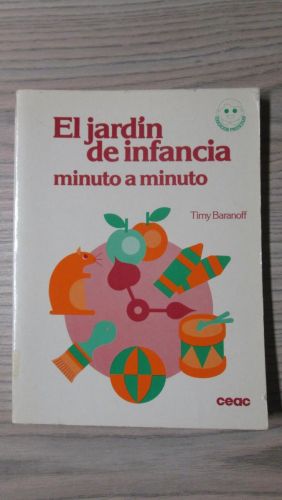 El jardín
de infancia
minuto a minuto
Timy Baranoff
ceac